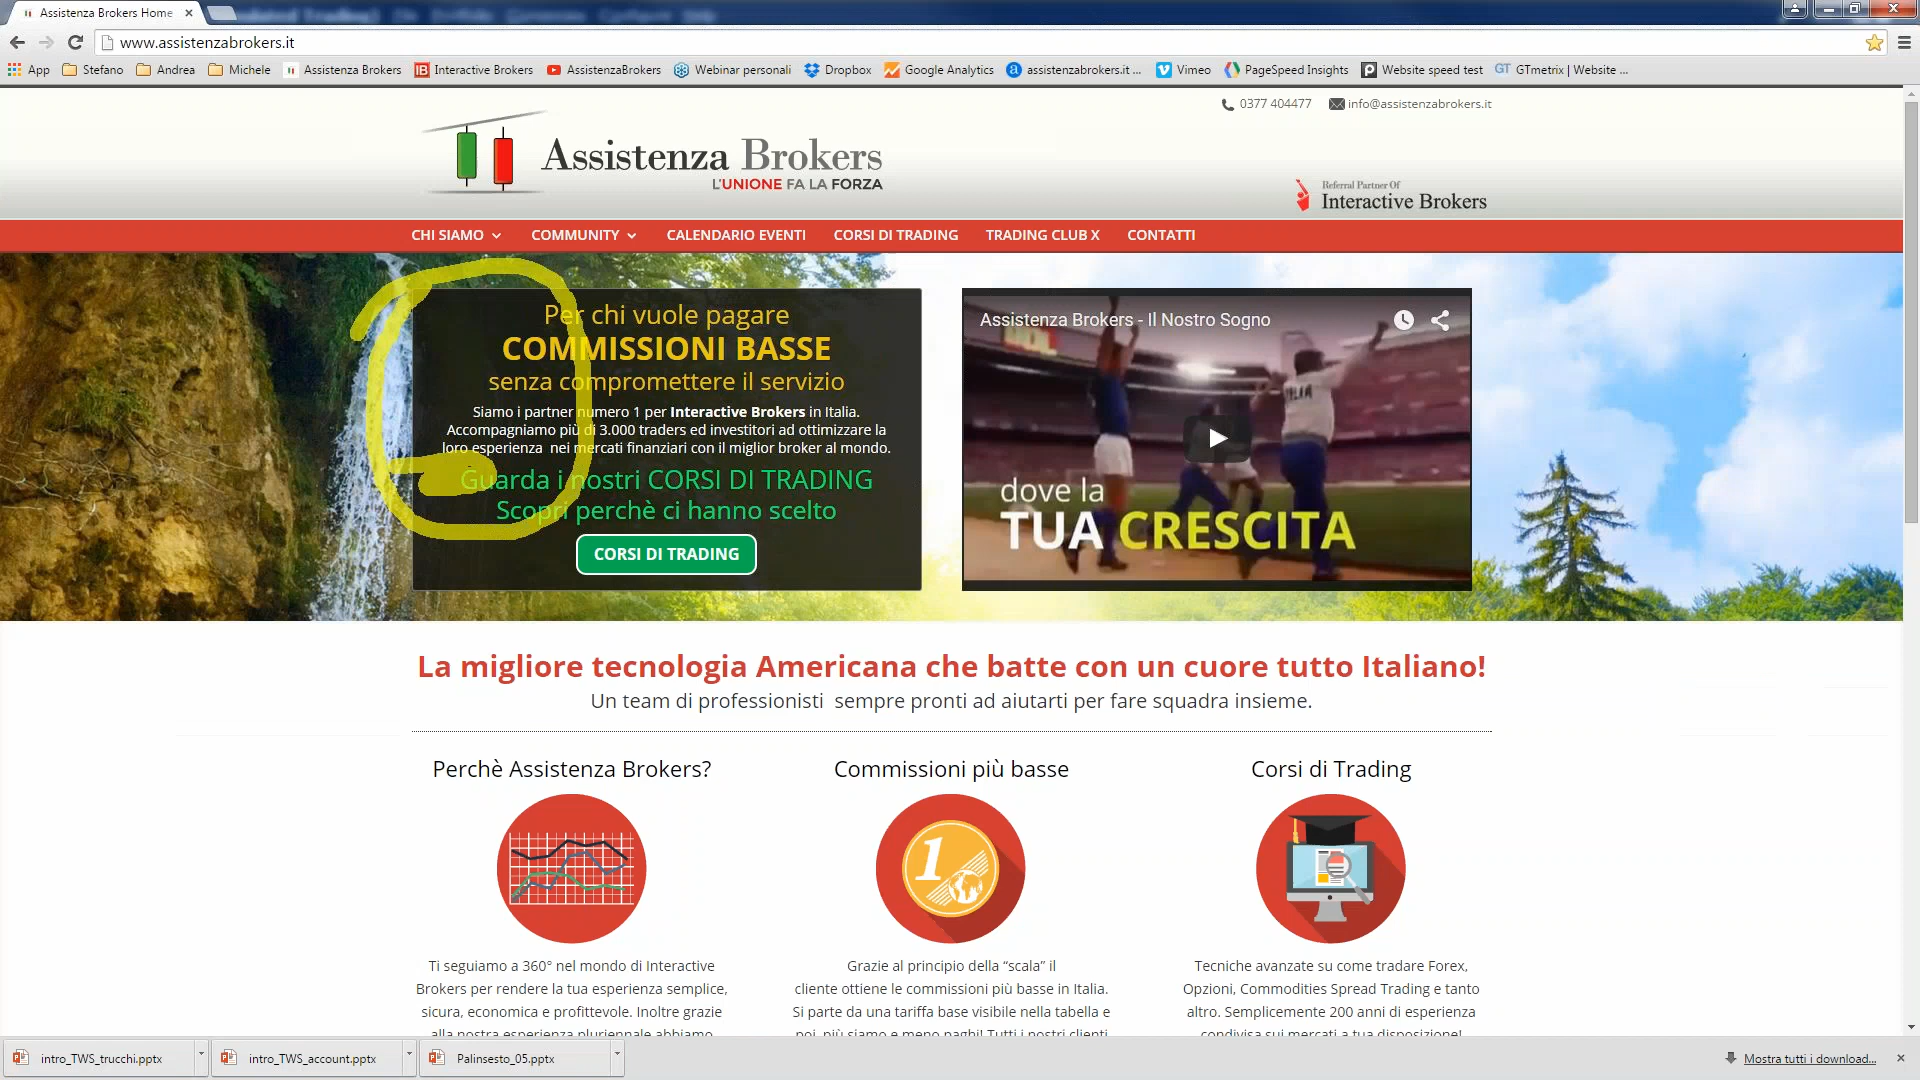 Assistenza Brokers Home
www.assistenzabrokers.it
App Stefano Andrea Michele Assistenza Brokers Interactive Brokers AssistenzaBrokers Webinar personali Dropbox Google Analytics assistenzabrokers.it ... Vimeo PageSpeed Insights Website speed test GTmetrix | Website ...
0377 404477 info@assistenzabrokers.it
Assistenza Brokers
L'UNIONE FA LA FORZA
Referral Partner Of
Interactive Brokers
CHI SIAMO COMMUNITY CALENDARIO EVENTI CORSI DI TRADING TRADING CLUB X CONTATTI
Per chi vuole pagare
COMMISSIONI BASSE
senza compromettere il servizio
Siamo i partner numero 1 per Interactive Brokers in Italia.
Accompagniamo più di 3.000 traders ed investitori ad ottimizzare la
loro esperienza nei mercati finanziari con il miglior broker al mondo.
Guarda i nostri CORSI DI TRADING
Scopri perchè ci hanno scelto
CORSI DI TRADING
Assistenza Brokers - Il Nostro Sogno
ITALIA
dove la
TUA CRESCITA
La migliore tecnologia Americana che batte con un cuore tutto Italiano!
Un team di professionisti sempre pronti ad aiutarti per fare squadra insieme.
Perchè Assistenza Brokers?
Ti seguiamo a 360° nel mondo di Interactive
Brokers per rendere la tua esperienza semplice,
sicura, economica e profittevole. Inoltre grazie
alla nostra esperienza pluriennale abbiamo
Commissioni più basse
1
Grazie al principio della “scala” il
cliente ottiene le commissioni più basse in Italia.
Si parte da una tariffa base visibile nella tabella e
poi, più siamo e meno paghi! Tutti i nostri clienti
Corsi di Trading
Tecniche avanzate su come tradare Forex,
Opzioni, Commodities Spread Trading e tanto
altro. Semplicemente 200 anni di esperienza
condivisa sui mercati a tua disposizione!
intro_TWS_trucchi.pptx intro_TWS_account.pptx Palinsesto_05.pptx Mostra tutti i download...